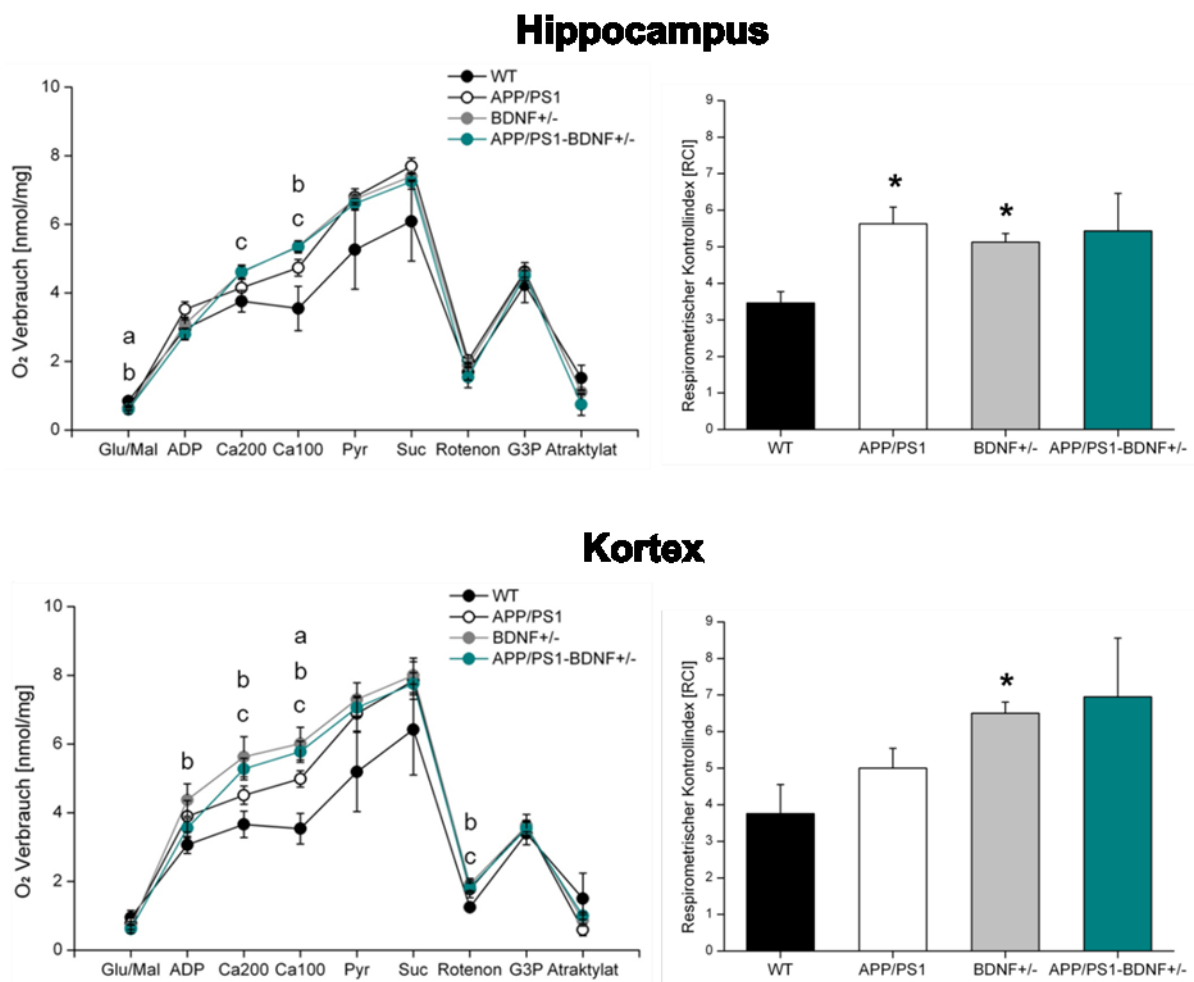 Hippocampus
O₂ Verbrauch [nmol/mg]
10
8
6
4
2
0
WT
APP/PS1
BDNF+/-
APP/PS1-BDNF+/-
a
b
c
b
c
Glu/Mal ADP Ca200 Ca100 Pyr Suc Rotenon G3P Atraktylat
Respirometrischer Kontrollindex [RCI]
9
8
7
6
5
4
3
2
1
0
*
*
WT APP/PS1 BDNF+/- APP/PS1-BDNF+/-
Kortex
O₂ Verbrauch [nmol/mg]
10
8
6
4
2
0
WT
APP/PS1
BDNF+/-
APP/PS1-BDNF+/-
b
b
c
a
b
c
b
c
Glu/Mal ADP Ca200 Ca100 Pyr Suc Rotenon G3P Atraktylat
Respirometrischer Kontrollindex [RCI]
9
8
7
6
5
4
3
2
1
0
*
WT APP/PS1 BDNF+/- APP/PS1-BDNF+/-